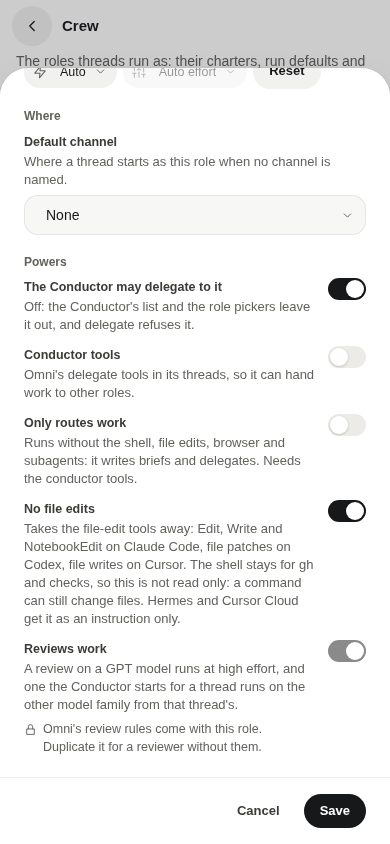 Crew
The roles threads run as: their charters, run defaults and
Auto
Auto effort
Reset
Where
Default channel
Where a thread starts as this role when no channel is
named.
None
Powers
The Conductor may delegate to it
Off: the Conductor's list and the role pickers leave
it out, and delegate refuses it.
Conductor tools
Omni's delegate tools in its threads, so it can hand
work to other roles.
Only routes work
Runs without the shell, file edits, browser and
subagents: it writes briefs and delegates. Needs
the conductor tools.
No file edits
Takes the file-edit tools away: Edit, Write and
NotebookEdit on Claude Code, file patches on
Codex, file writes on Cursor. The shell stays for gh
and checks, so this is not read only: a command
can still change files. Hermes and Cursor Cloud
get it as an instruction only.
Reviews work
A review on a GPT model runs at high effort, and
one the Conductor starts for a thread runs on the
other model family from that thread's.
Omni's review rules come with this role.
Duplicate it for a reviewer without them.
Cancel
Save